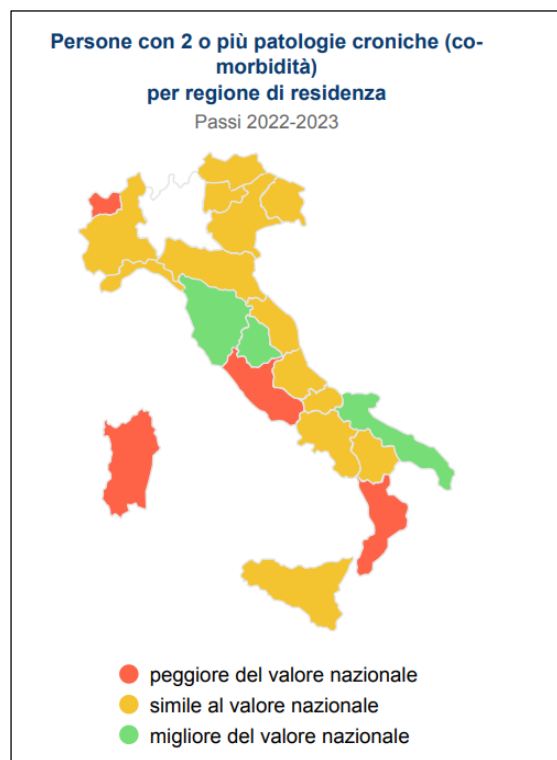 Persone con 2 o più patologie croniche (co-
morbidità)
per regione di residenza
Passi 2022-2023
peggiore del valore nazionale
simile al valore nazionale
migliore del valore nazionale